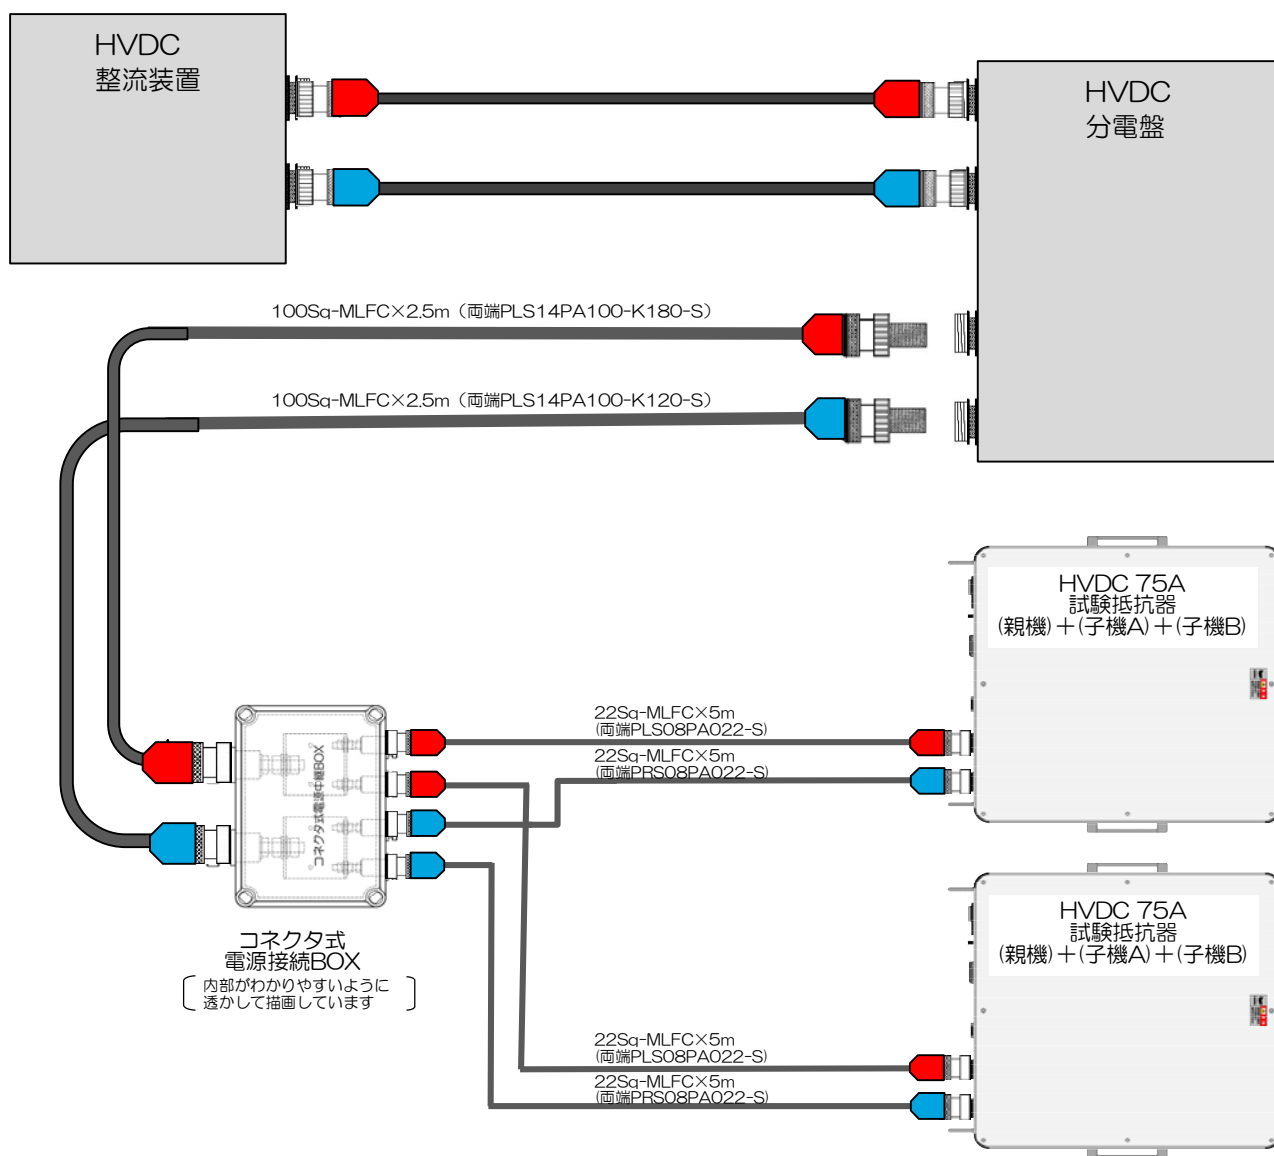 HVDC
整流装置
HVDC
分電盤
100Sq-MLFC×2.5m（両端PLS14PA100-K180-S）
100Sq-MLFC×2.5m（両端PLS14PA100-K120-S）
HVDC 75A
試験抵抗器
(親機)＋(子機A)＋(子機B)
22Sq-MLFC×5m
(両端PLS08PA022-S)
22Sq-MLFC×5m
(両端PRS08PA022-S)
コネクタ式電源中継BOX
コネクタ式
電源接続BOX
内部がわかりやすいように
透かして描画しています
HVDC 75A
試験抵抗器
(親機)＋(子機A)＋(子機B)
22Sq-MLFC×5m
(両端PLS08PA022-S)
22Sq-MLFC×5m
(両端PRS08PA022-S)